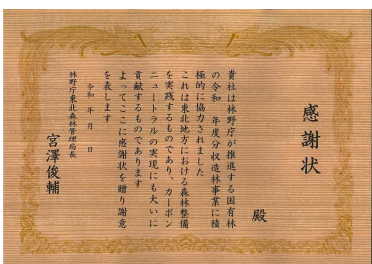 感謝状
殿
貴社は林野庁が推進する国有林
の令和　年度分収造林事業に積
極的に協力されました
これは東北地方における森林整備
を実践するものであり、カーボン
ニュートラルの実現にも大いに
貢献するものであります
よってここに感謝状を贈り謝意
を表します
令和　年　月　日
林野庁東北森林管理局長
宮澤俊輔